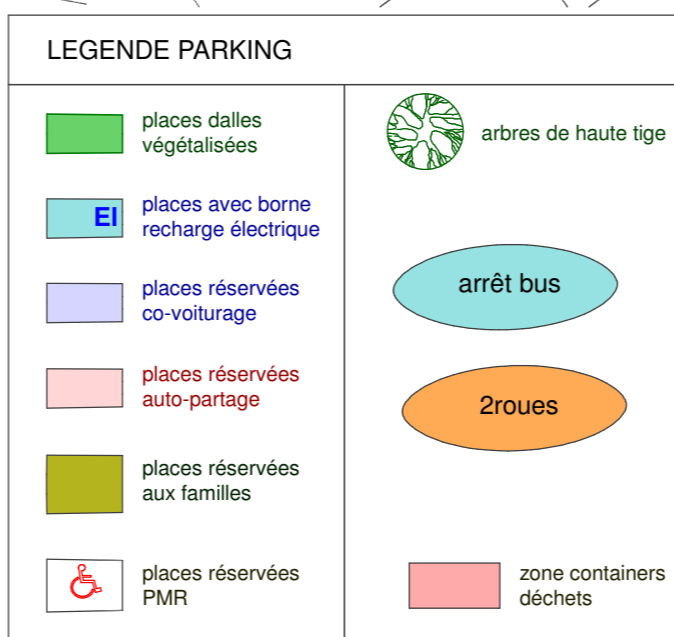 LEGENDE PARKING
places dalles
végétalisées
EI
places avec borne
recharge électrique
places réservées
co-voiturage
places réservées
auto-partage
places réservées
aux familles
places réservées
PMR
arbres de haute tige
arrêt bus
2roues
zone containers
déchets